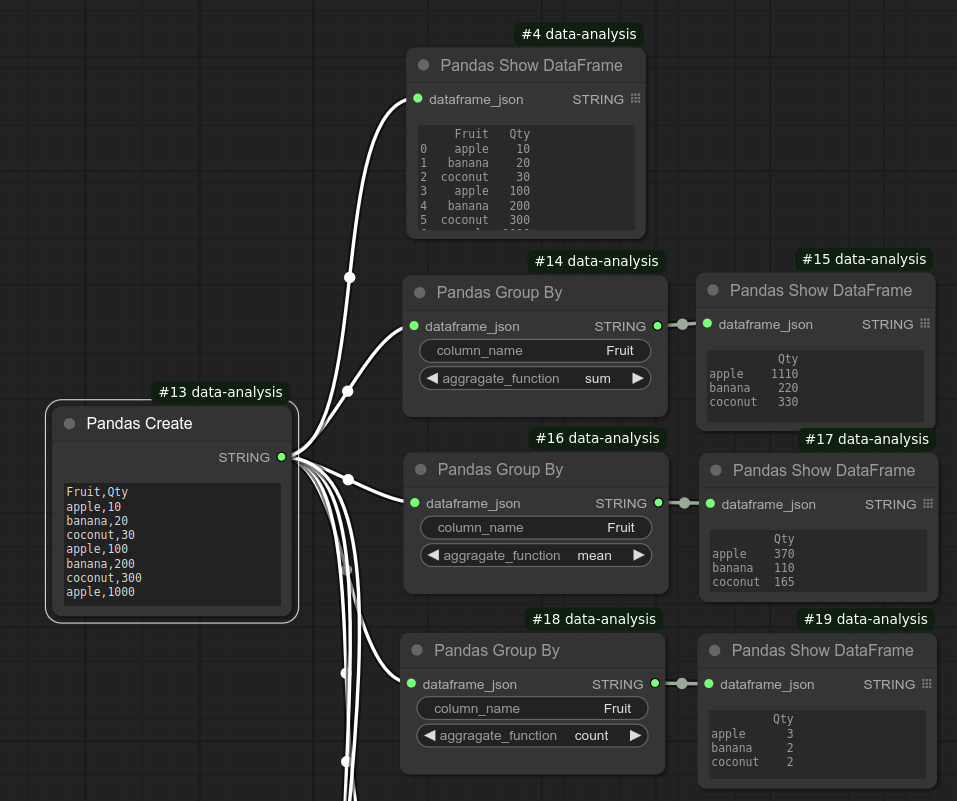 #4 data-analysis
Pandas Show DataFrame
dataframe_json STRING
Fruit Qty
0 apple 10
1 banana 20
2 coconut 30
3 apple 100
4 banana 200
5 coconut 300
#14 data-analysis
Pandas Group By
dataframe_json STRING
column_name Fruit
aggragate_function sum
#15 data-analysis
Pandas Show DataFrame
dataframe_json STRING
Qty
apple 1110
banana 220
coconut 330
#13 data-analysis
Pandas Create
STRING
Fruit,Qty
apple,10
banana,20
coconut,30
apple,100
banana,200
coconut,300
apple,1000
#16 data-analysis
Pandas Group By
dataframe_json STRING
column_name Fruit
aggragate_function mean
#17 data-analysis
Pandas Show DataFrame
dataframe_json STRING
Qty
apple 370
banana 110
coconut 165
#18 data-analysis
Pandas Group By
dataframe_json STRING
column_name Fruit
aggragate_function count
#19 data-analysis
Pandas Show DataFrame
dataframe_json STRING
Qty
apple 3
banana 2
coconut 2